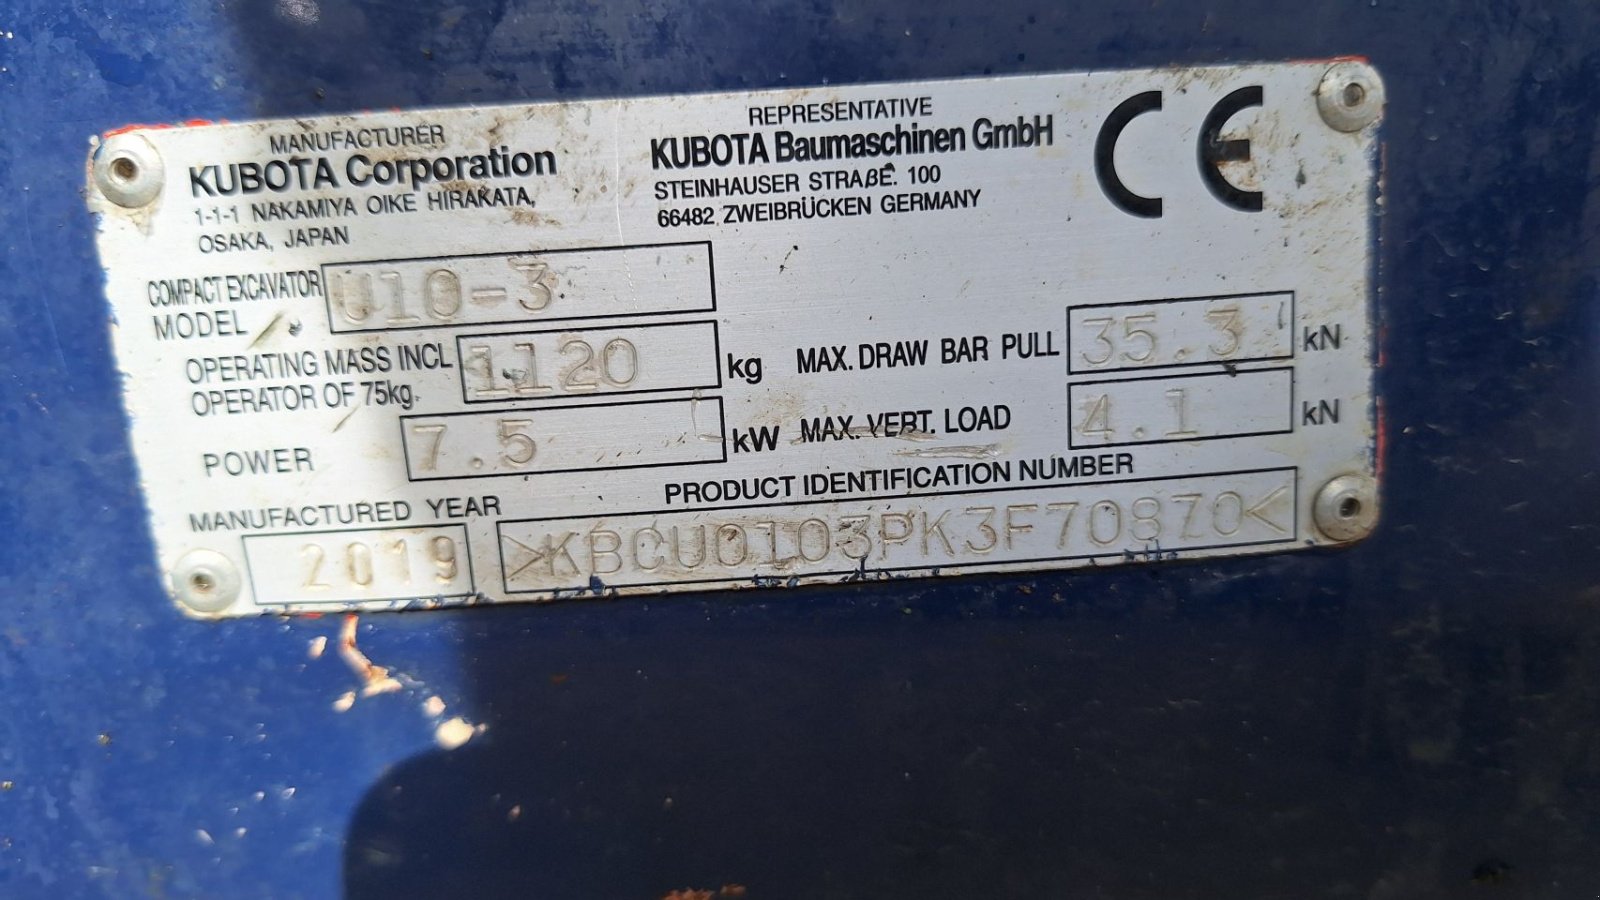 MANUFACTURER
KUBOTA Corporation
1-1-1 NAKAMIYA OIKE HIRAKATA,
OSAKA, JAPAN
REPRESENTATIVE
KUBOTA Baumaschinen GmbH
STEINHAUSER STRAßE. 100
66482 ZWEIBRÜCKEN GERMANY
CE
COMPACT EXCAVATOR
MODEL
U10-3
OPERATING MASS INCL
OPERATOR OF 75kg.
1120 kg
POWER 7.5 kW
MAX. DRAW BAR PULL 35.3 kN
MAX. VERT. LOAD 4.1 kN
MANUFACTURED YEAR
2019
PRODUCT IDENTIFICATION NUMBER
>KBCU0103PK3F70870<